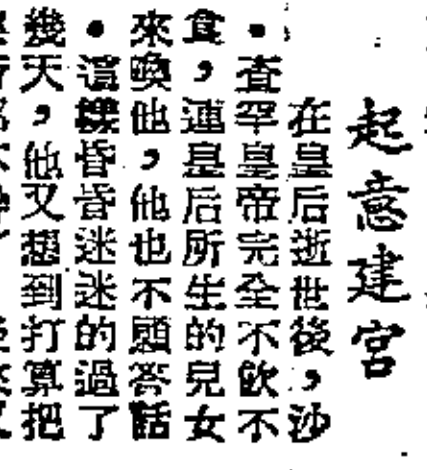 起意建宮
在皇后逝世後，沙
・查罕皇帝完全不飲不
食，連皇后所生的兒女
來喚他，他也不願答話
・這樣昏昏迷迷的過了
幾天，他又想到打算把